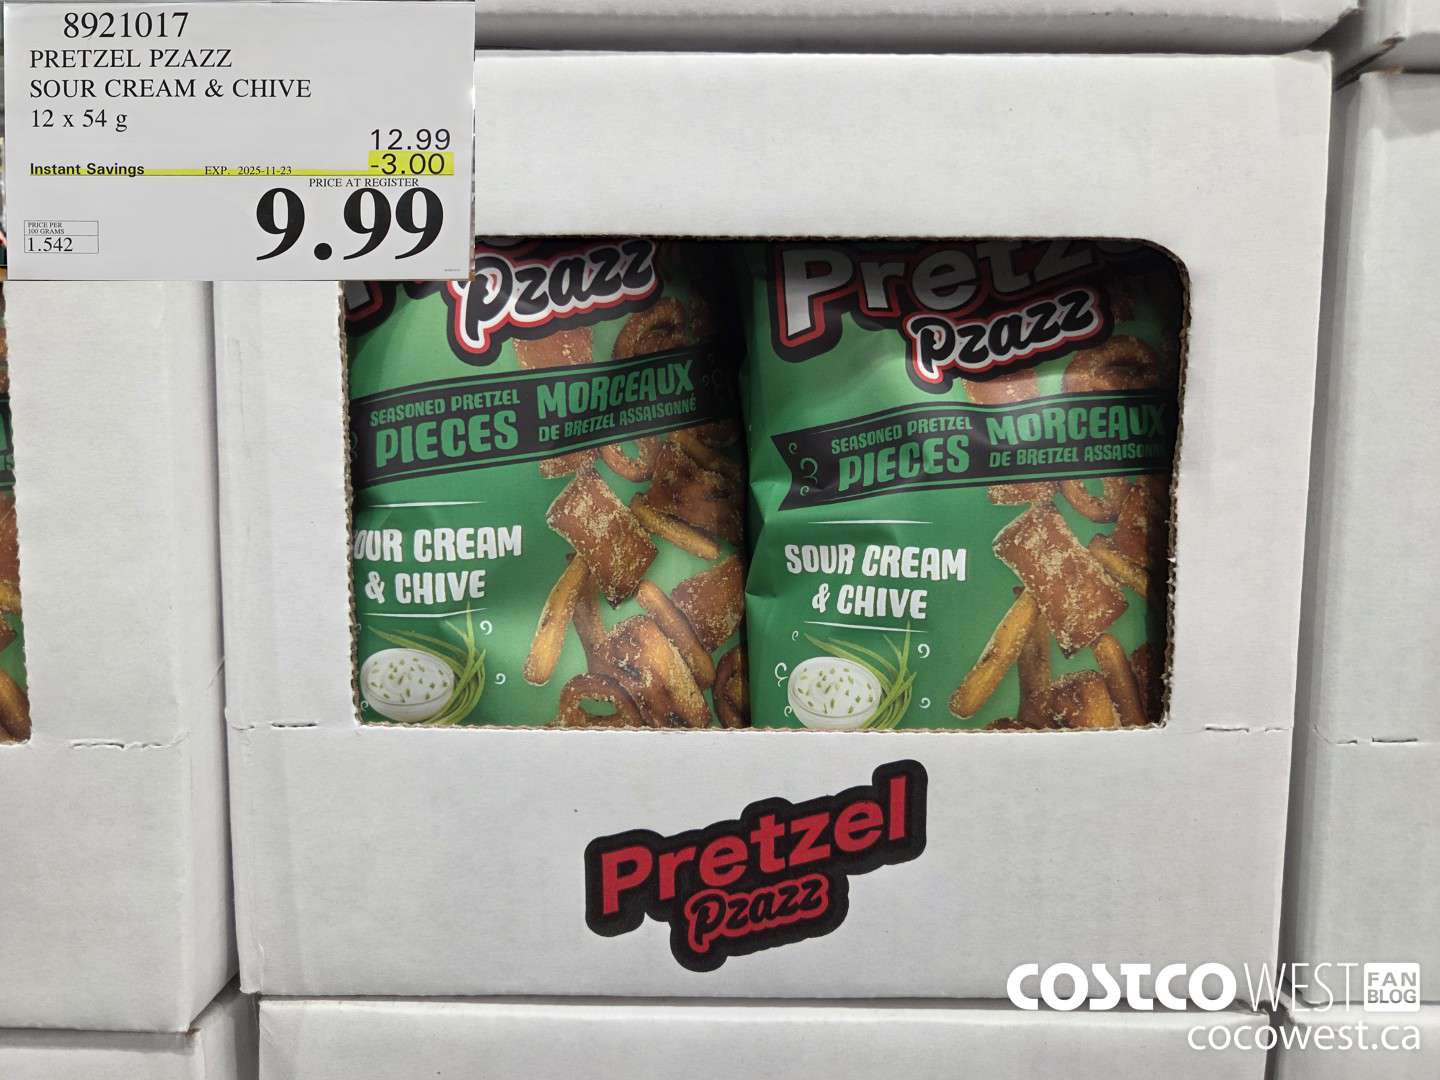 8921017
PRETZEL PZAZZ
SOUR CREAM & CHIVE
12 x 54 g
12.99
Instant Savings EXP. 2025-11-23 -3.00
PRICE AT REGISTER
9.99
PRICE PER
100 GRAMS
1.542
Pzazz
SEASONED PRETZEL
PIECES
MORCEAUX
DE BRETZEL ASSAISONNÉ
OUR CREAM
& CHIVE
Pretz
Pzazz
SEASONED PRETZEL
PIECES
MORCEAUX
DE BRETZEL ASSAISONN
SOUR CREAM
& CHIVE
Pretzel
Pzazz
COSTCO WEST FAN BLOG
cocowest.ca